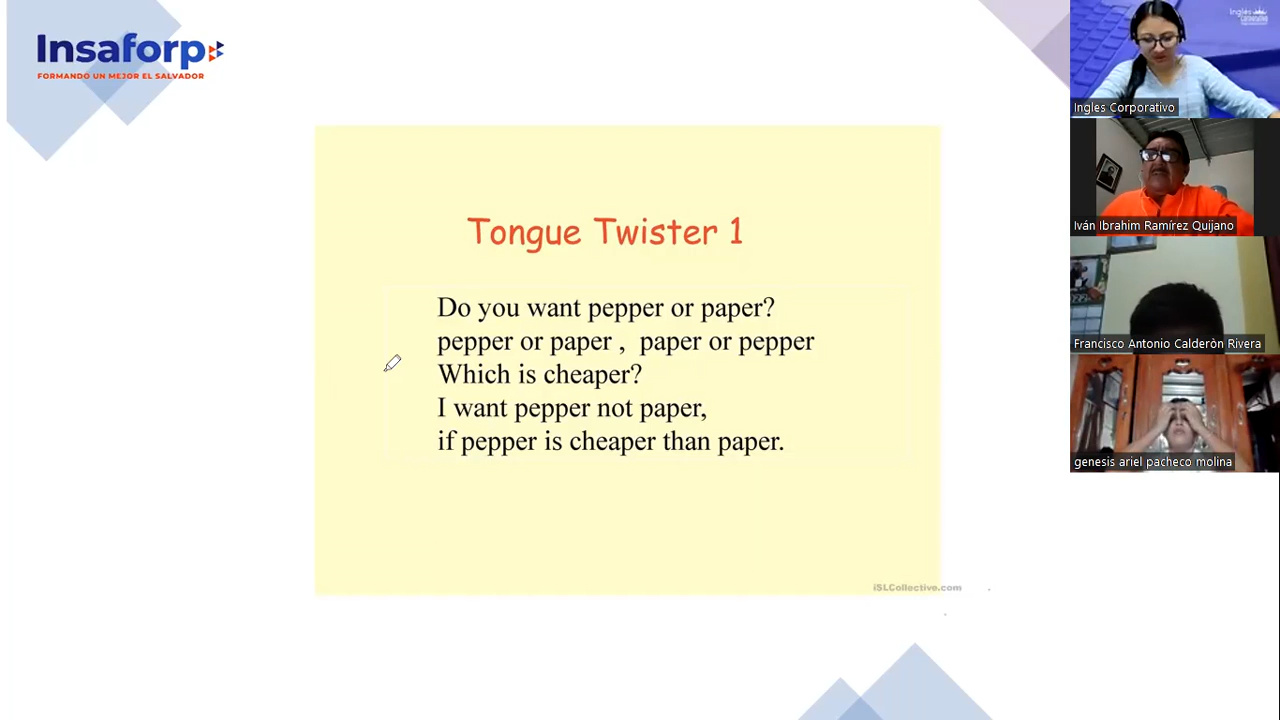 Insaforp
FORMANDO UN MEJOR EL SALVADOR
Tongue Twister 1
Do you want pepper or paper?
pepper or paper ,  paper or pepper
Which is cheaper?
I want pepper not paper,
if pepper is cheaper than paper.
iSLCollective.com
Ingles Corporativo
Iván Ibrahim Ramírez Quijano
Francisco Antonio Calderòn Rivera
genesis ariel pacheco molina